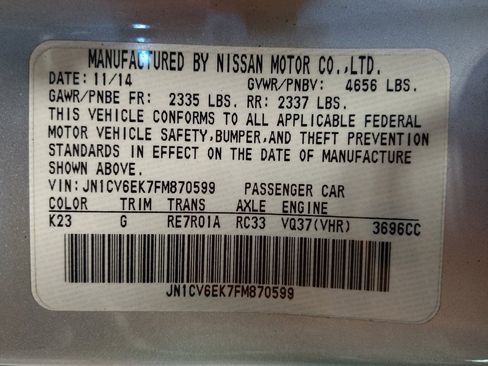 MANUFACTURED BY NISSAN MOTOR CO.,LTD.
DATE: 11/14 GVWR/PNBV: 4656 LBS.
GAWR/PNBE FR: 2335 LBS. RR: 2337 LBS.
THIS VEHICLE CONFORMS TO ALL APPLICABLE FEDERAL
MOTOR VEHICLE SAFETY,BUMPER,AND THEFT PREVENTION
STANDARDS IN EFFECT ON THE DATE OF MANUFACTURE
SHOWN ABOVE.
VIN: JN1CV6EK7FM870599 PASSENGER CAR
COLOR TRIM TRANS AXLE ENGINE
K23 G RE7R01A RC33 VQ37(VHR) 3696CC
JN1CV6EK7FM870599